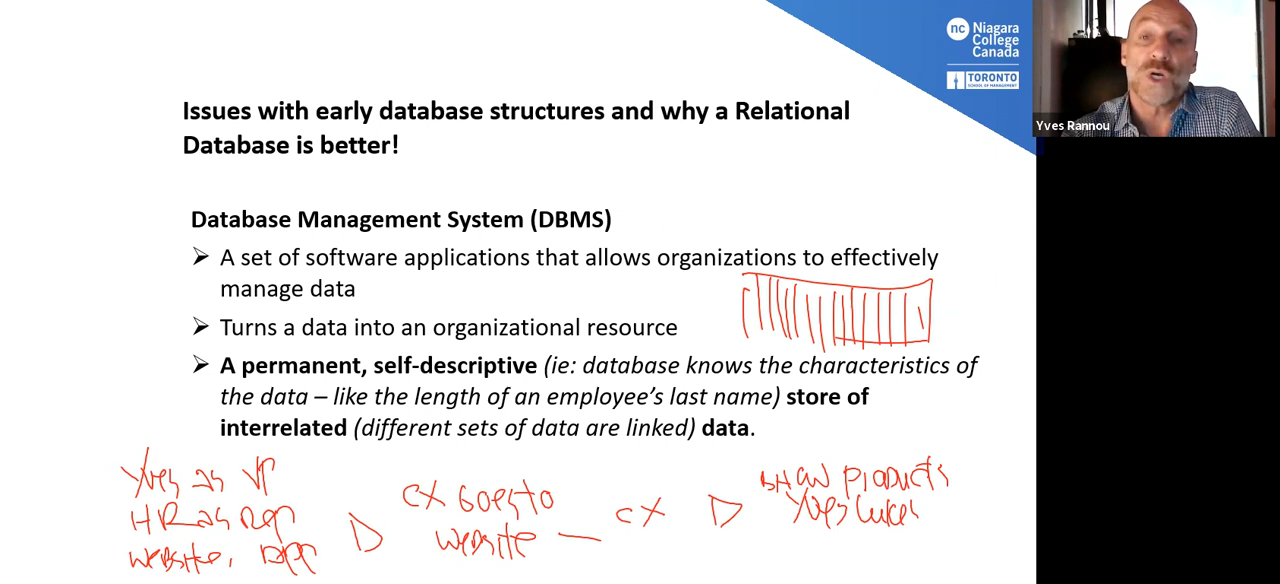 nc Niagara
College
Canada
TORONTO
SCHOOL OF MANAGEMENT
Yves Rannou
Issues with early database structures and why a Relational
Database is better!
Database Management System (DBMS)
➢ A set of software applications that allows organizations to effectively
manage data
➢ Turns a data into an organizational resource
➢ A permanent, self-descriptive (ie: database knows the characteristics of
the data – like the length of an employee's last name) store of
interrelated (different sets of data are linked) data.
Yves as VP
HR as Dep
website, App
CX Goes to
website —
CX
SHOW Products
Yves likes